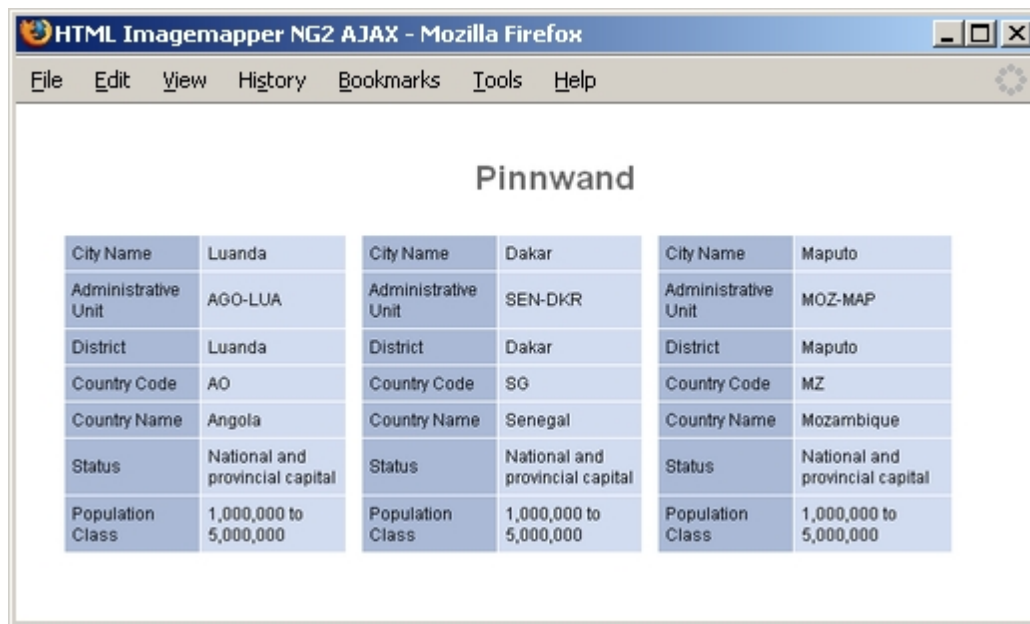 HTML Imagemapper NG2 AJAX - Mozilla Firefox
File Edit View History Bookmarks Tools Help
Pinnwand
City Name Luanda
Administrative
Unit AGO-LUA
District Luanda
Country Code AO
Country Name Angola
Status National and
provincial capital
Population
Class 1,000,000 to
5,000,000
City Name Dakar
Administrative
Unit SEN-DKR
District Dakar
Country Code SG
Country Name Senegal
Status National and
provincial capital
Population
Class 1,000,000 to
5,000,000
City Name Maputo
Administrative
Unit MOZ-MAP
District Maputo
Country Code MZ
Country Name Mozambique
Status National and
provincial capital
Population
Class 1,000,000 to
5,000,000